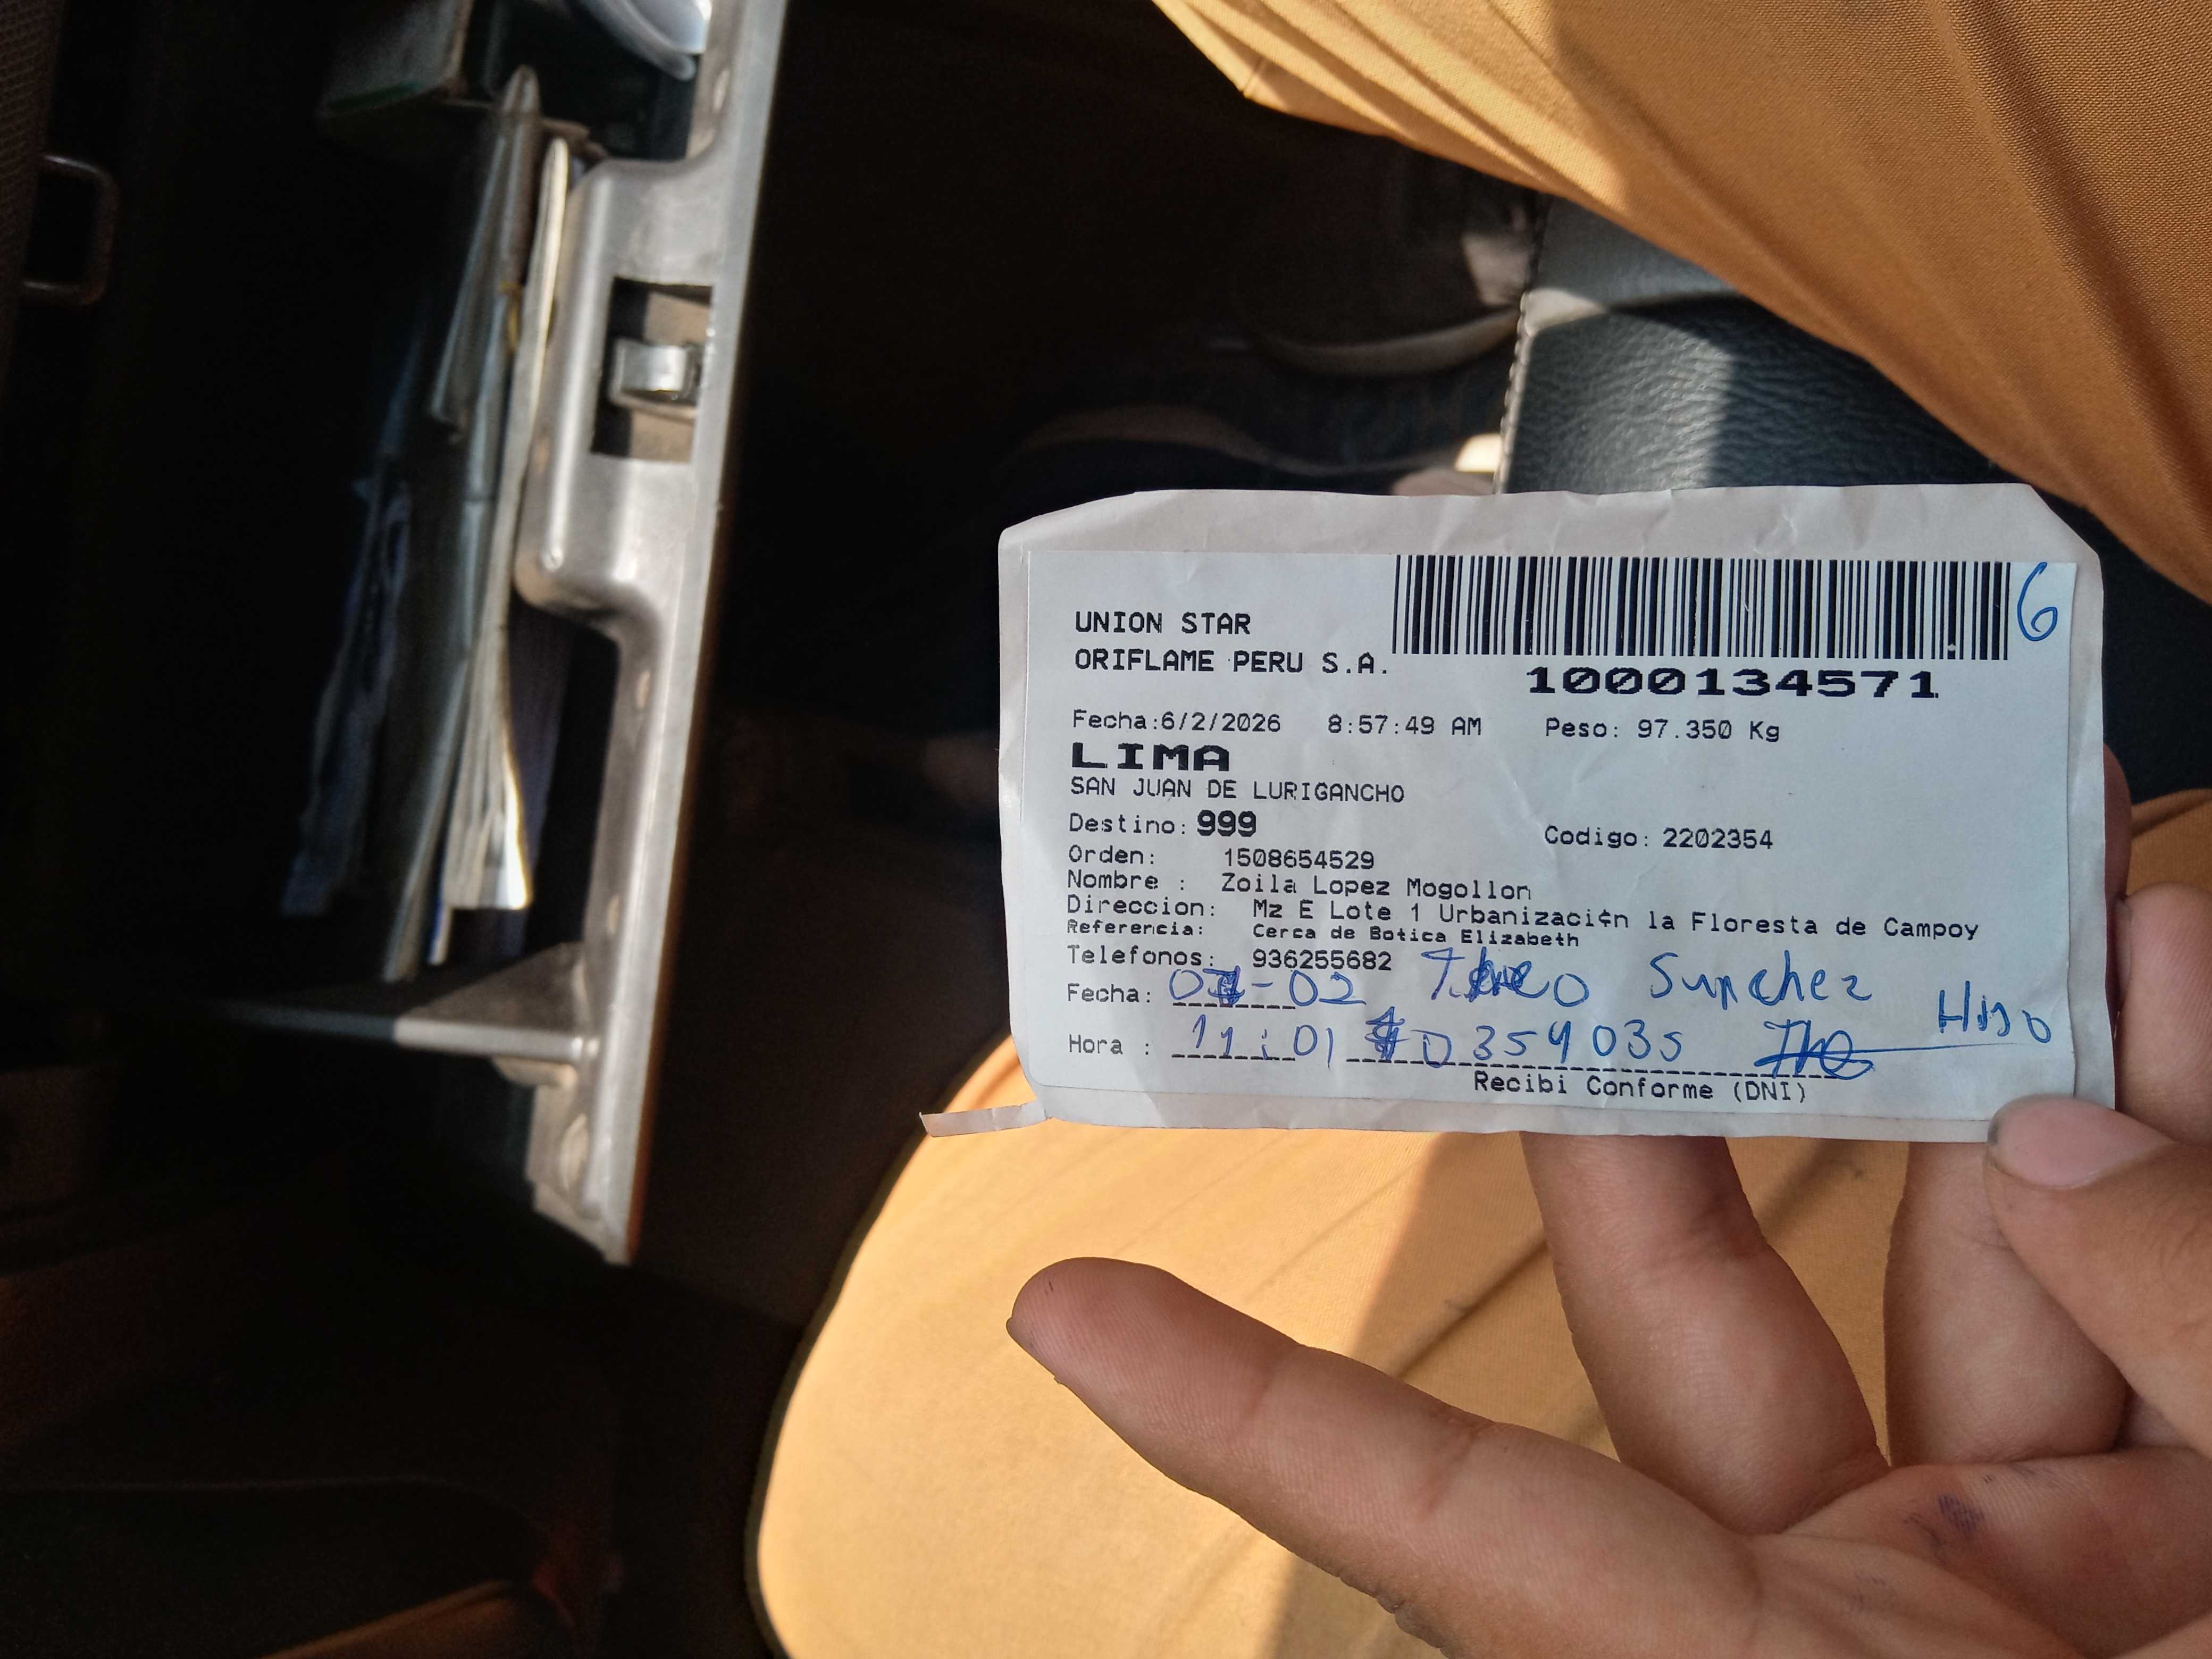 UNION STAR
ORIFLAME PERU S.A.
6
1000134571
Fecha:6/2/2026 8:57:49 AM Peso: 97.350 Kg
LIMA
SAN JUAN DE LURIGANCHO
Destino: 999 Codigo: 2202354
Orden: 1508654529
Nombre : Zoila Lopez Mogollon
Direccion: Mz E Lote 1 Urbanizaci¢n la Floresta de Campoy
Referencia: Cerca de Botica Elizabeth
Telefonos: 936255682
Fecha: -02 Sunchez
Hora : 11:01 0359035 Hijo
Recibi Conforme (DNI)